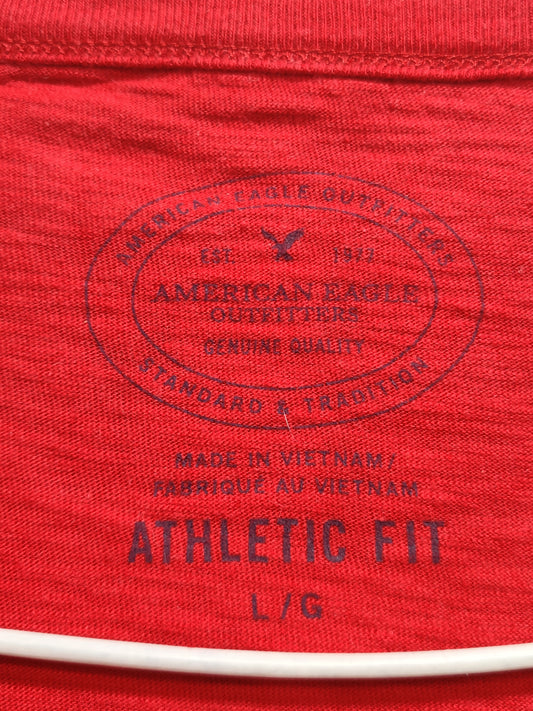 AMERICAN EAGLE OUTFITTERS
EST. 1977
AMERICAN EAGLE
OUTFITTERS
GENUINE QUALITY
STANDARD & TRADITION
MADE IN VIETNAM/
FABRIQUÉ AU VIETNAM
ATHLETIC FIT
L/G